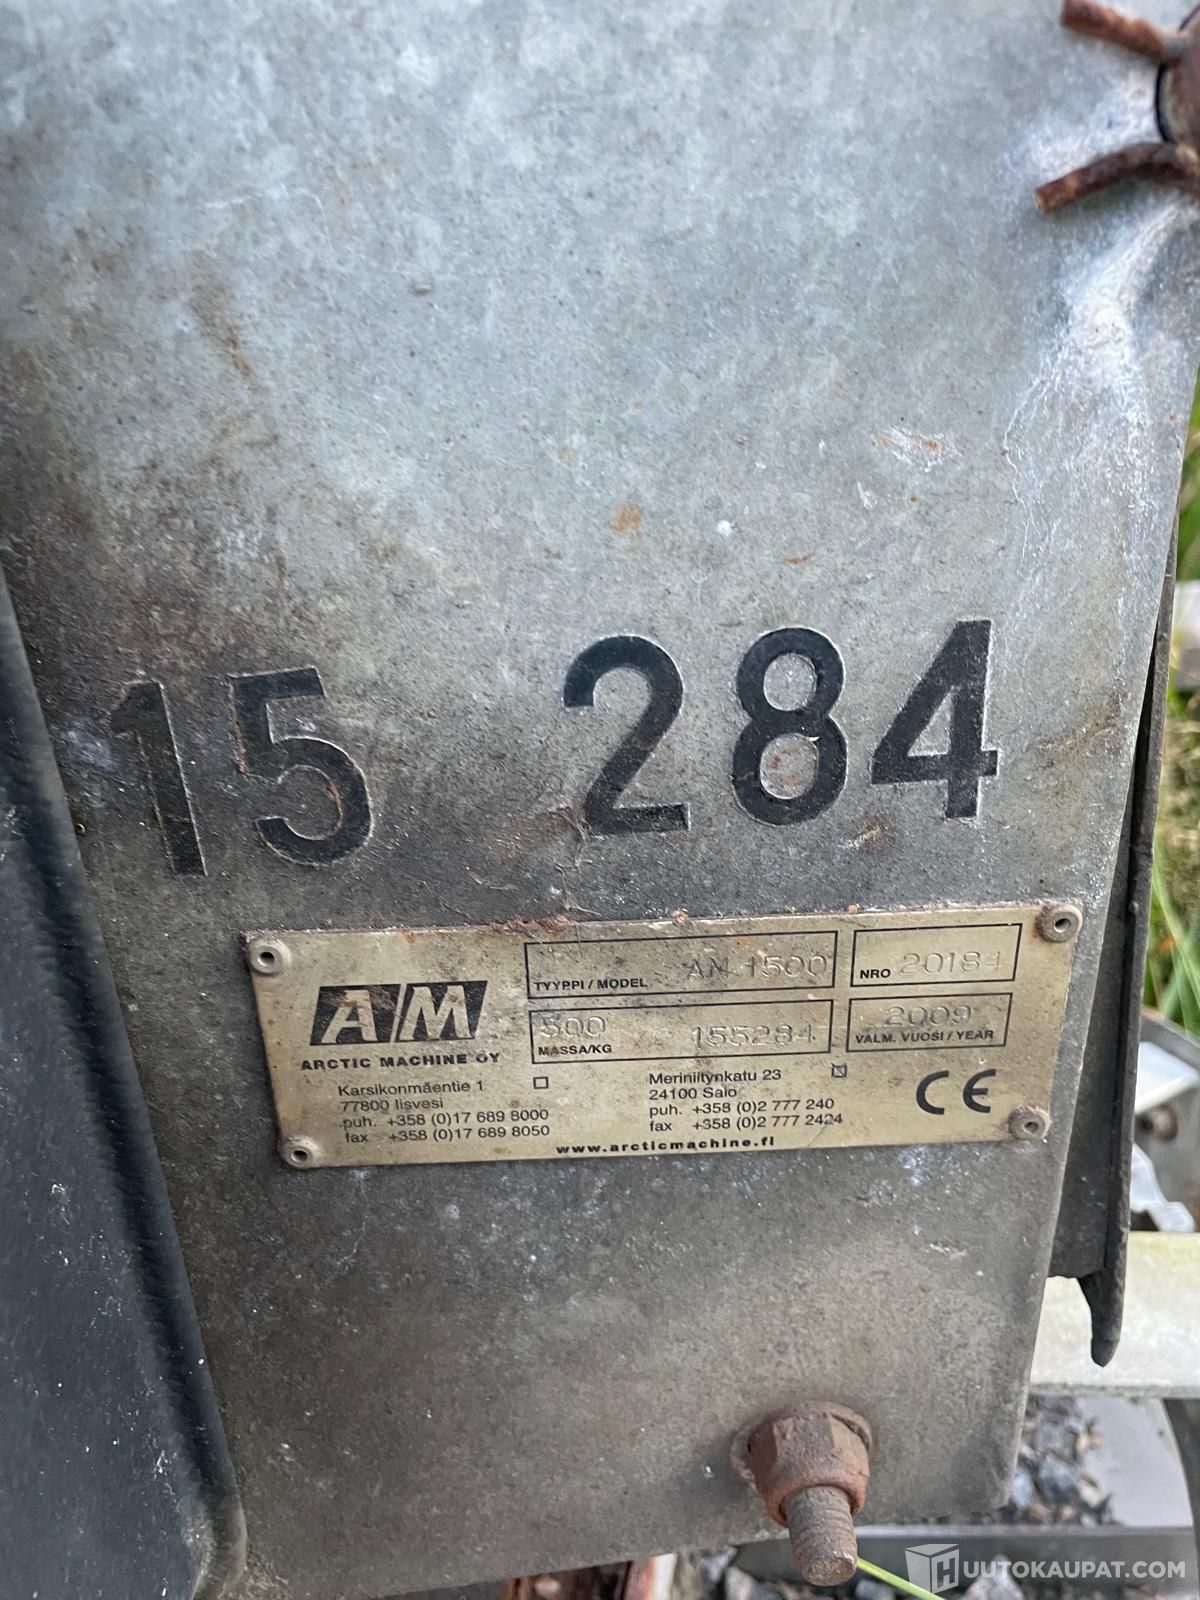 15 284
AM
ARCTIC MACHINE OY
TYYPPI / MODEL AM 1500
NRO 20184
500 155284
MASSA/KG
2009
VALM. VUOSI / YEAR
Karsikonmäentie 1
77800 Iisvesi
puh. +358 (0)17 689 8000
fax +358 (0)17 689 8050
Meriniitynkatu 23
24100 Salo
puh. +358 (0)2 777 240
fax +358 (0)2 777 2424
CE
www.arcticmachine.fi
HUUTOKAUPAT.COM